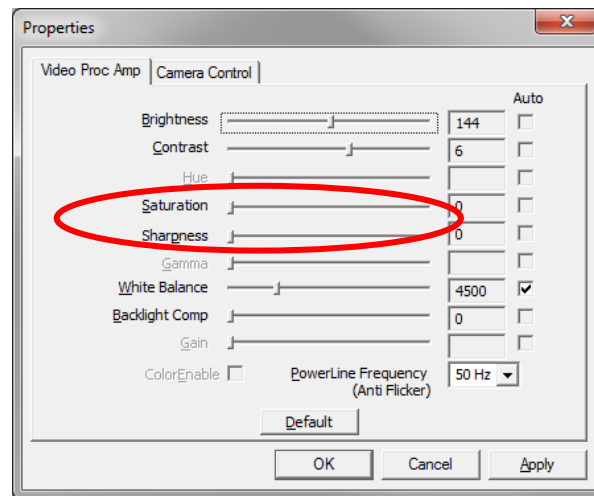 Properties
Video Proc Amp Camera Control
Auto
Brightness 144
Contrast 6
Hue
Saturation 0
Sharpness 0
Gamma
White Balance 4500
Backlight Comp 0
Gain
ColorEnable PowerLine Frequency 50 Hz
(Anti Flicker)
Default
OK Cancel Apply